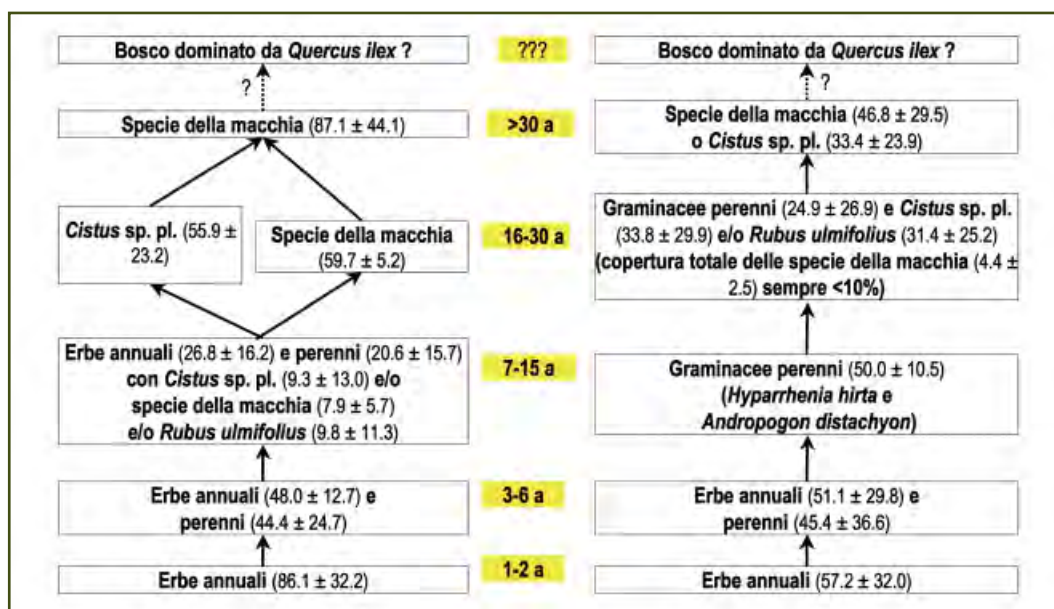 Bosco dominato da Quercus ilex ?
???
Bosco dominato da Quercus ilex ?
?
?
Specie della macchia (87.1 ± 44.1)
>30 a
Specie della macchia (46.8 ± 29.5)
o Cistus sp. pl. (33.4 ± 23.9)
Cistus sp. pl. (55.9 ±
23.2)
Specie della macchia
(59.7 ± 5.2)
16-30 a
Graminacee perenni (24.9 ± 26.9) e Cistus sp. pl.
(33.8 ± 29.9) e/o Rubus ulmifolius (31.4 ± 25.2)
(copertura totale delle specie della macchia (4.4 ±
2.5) sempre <10%)
Erbe annuali (26.8 ± 16.2) e perenni (20.6 ± 15.7)
con Cistus sp. pl. (9.3 ± 13.0) e/o
specie della macchia (7.9 ± 5.7)
e/o Rubus ulmifolius (9.8 ± 11.3)
7-15 a
Graminacee perenni (50.0 ± 10.5)
(Hyparrhenia hirta e
Andropogon distachyon)
Erbe annuali (48.0 ± 12.7) e
perenni (44.4 ± 24.7)
3-6 a
Erbe annuali (51.1 ± 29.8) e
perenni (45.4 ± 36.6)
Erbe annuali (86.1 ± 32.2)
1-2 a
Erbe annuali (57.2 ± 32.0)